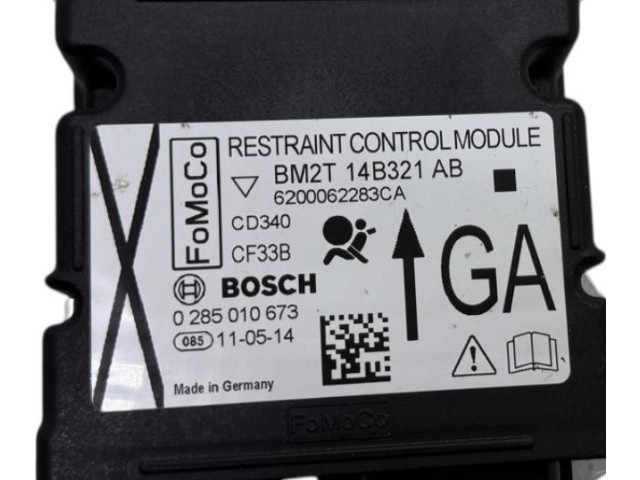 FoMoCo
RESTRAINT CONTROL MODULE
BM2T 14B321 AB
6200062283CA
CD340
CF33B
BOSCH
0 285 010 673
085 11-05-14
Made in Germany
GA
FoMoCo